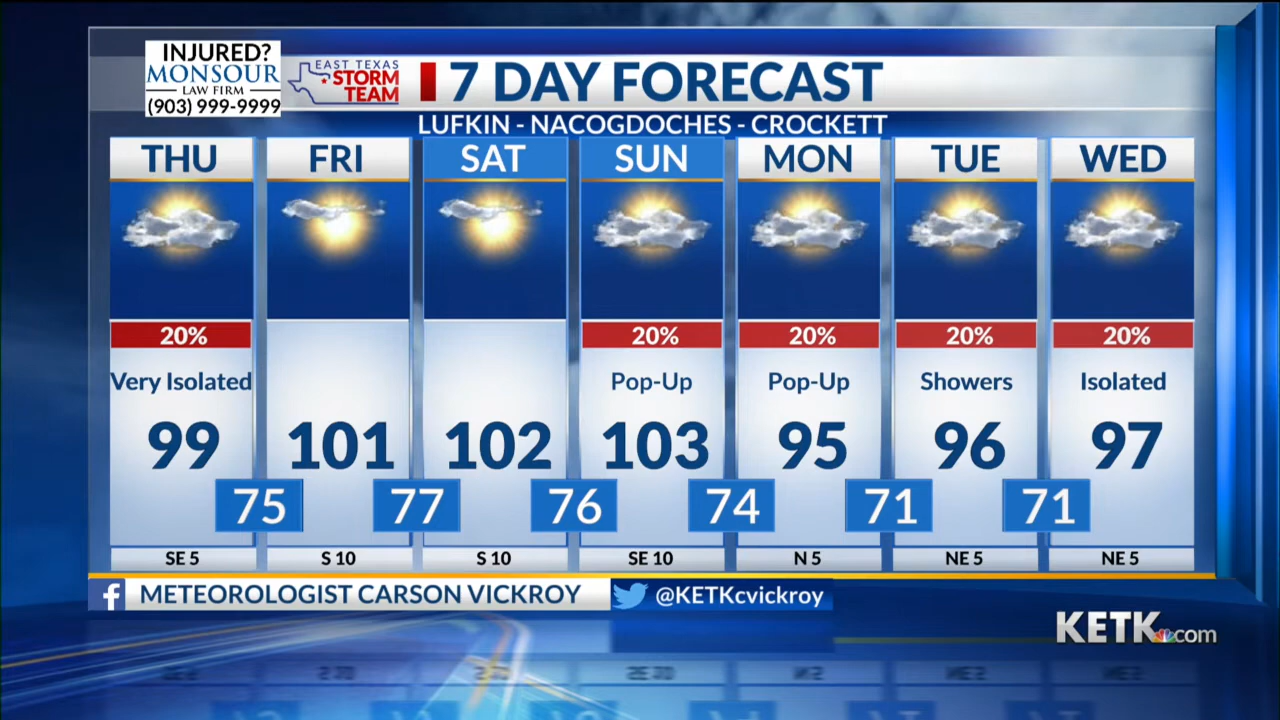 INJURED?
MONSOUR
LAW FIRM
(903) 999-9999
EAST TEXAS
STORM
TEAM
7 DAY FORECAST
LUFKIN - NACOGDOCHES - CROCKETT
THU FRI SAT SUN MON TUE WED
20% 20% 20% 20% 20%
Very Isolated Pop-Up Pop-Up Showers Isolated
99 101 102 103 95 96 97
75 77 76 74 71 71
SE 5 S 10 S 10 SE 10 N 5 NE 5 NE 5
f METEOROLOGIST CARSON VICKROY @KETKcvickroy
KETK.com